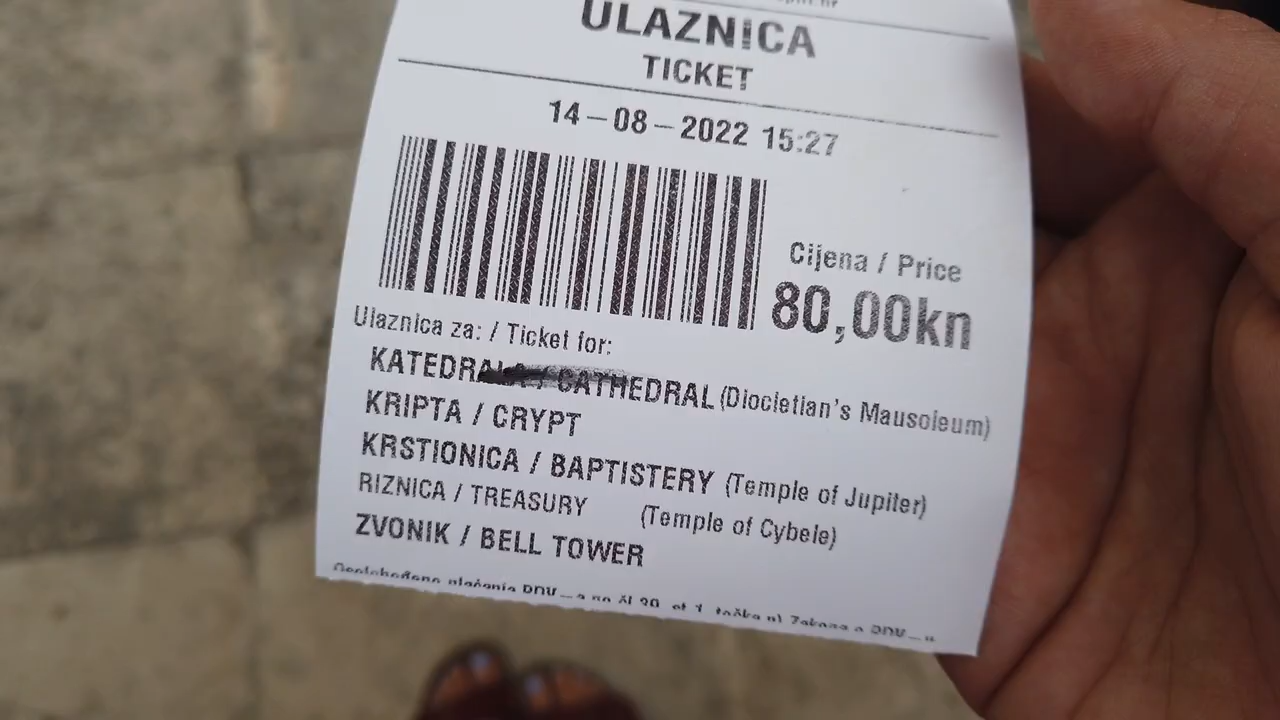 ULAZNICA
TICKET
14-08-2022 15:27
Cijena / Price
80,00kn
Ulaznica za: / Ticket for:
KATEDRALA / CATHEDRAL (Diocletian's Mausoleum)
KRIPTA / CRYPT
KRSTIONICA / BAPTISTERY (Temple of Jupiter)
RIZNICA / TREASURY (Temple of Cybele)
ZVONIK / BELL TOWER